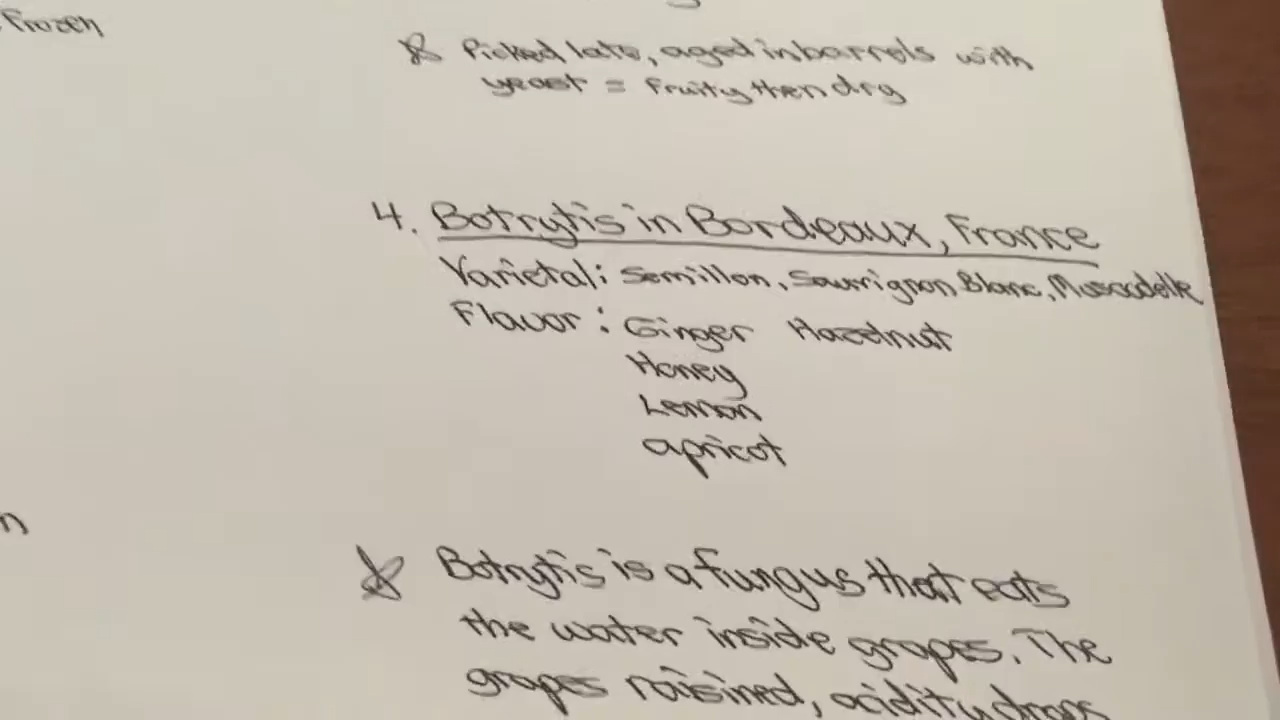 Frozen
Picked late, aged in barrels with
yeast = Fruity then dry
4. Botrytis in Bordeaux, France
Varietal: Semillon, Sauvignon Blanc, Muscadelle
Flavor: Ginger Hazelnut
Honey
Lemon
apricot
Botrytis is a fungus that eats
the water inside grapes. The
grapes raisined, acidity drops